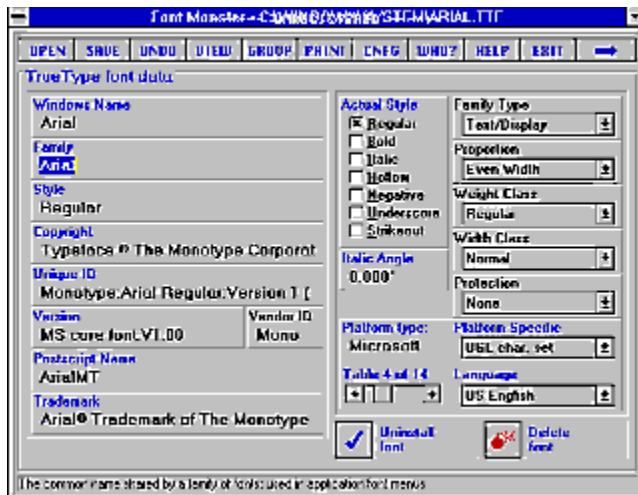 Font Monster - C:\WINDOWS\SYSTEM\ARIAL.TTF
OPEN SAVE UNDO VIEW GROUP PRINT CNFG WHO? HELP EXIT
TrueType font data
Windows Name
Arial
Family
Arial
Style
Regular
Copyright
Typeface © The Monotype Corporat
Unique ID
Monotype:Arial Regular:Version 1 (
Version
MS core font:V1.00
Vendor ID
Mono
Postscript Name
ArialMT
Trademark
Arial® Trademark of The Monotype
Actual Style
Regular
Bold
Italic
Hollow
Negative
Underscore
Strikeout
Italic Angle
0.000°
Platform type:
Microsoft
Table 4 of 14
Family Type
Text/Display
Proportion
Even Width
Weight Class
Regular
Width Class
Normal
Protection
None
Platform Specific
UGL char. set
Language
US English
Uninstall
font
Delete
font
The common name shared by a family of fonts; used in application font menus